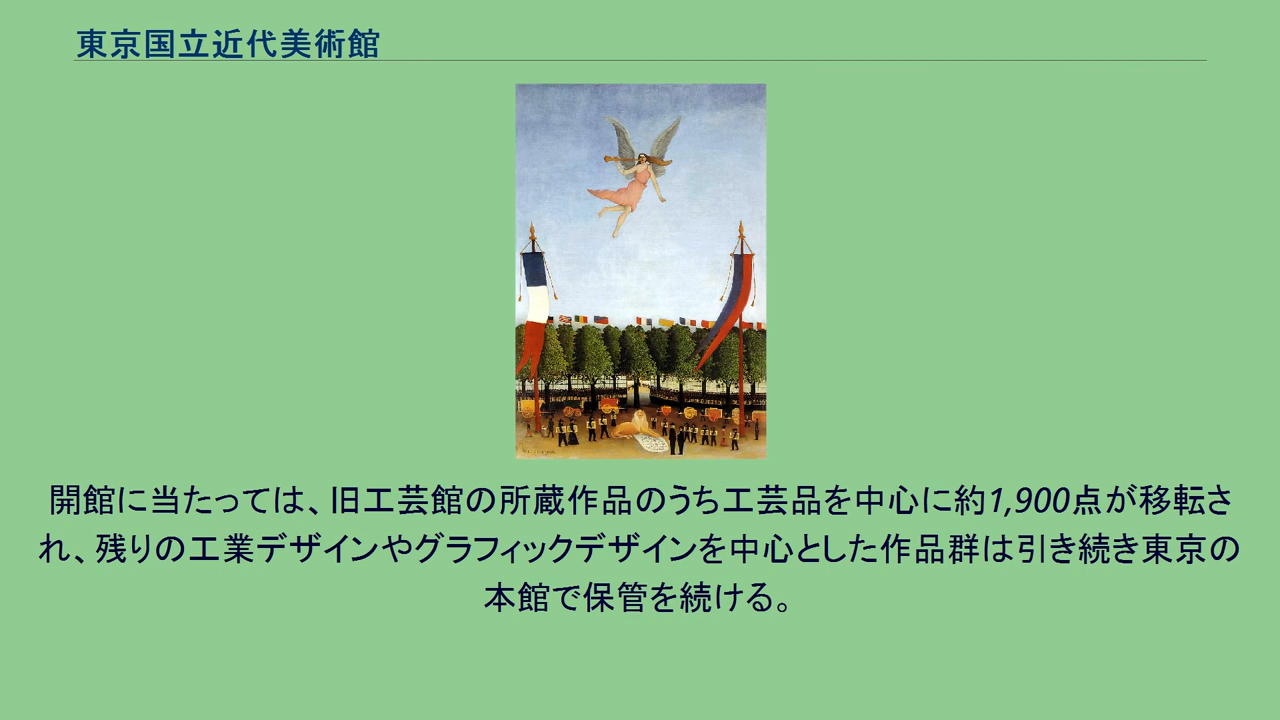 東京国立近代美術館
開館に当たっては、旧工芸館の所蔵作品のうち工芸品を中心に約1,900点が移転さ
れ、残りの工業デザインやグラフィックデザインを中心とした作品群は引き続き東京の
本館で保管を続ける。